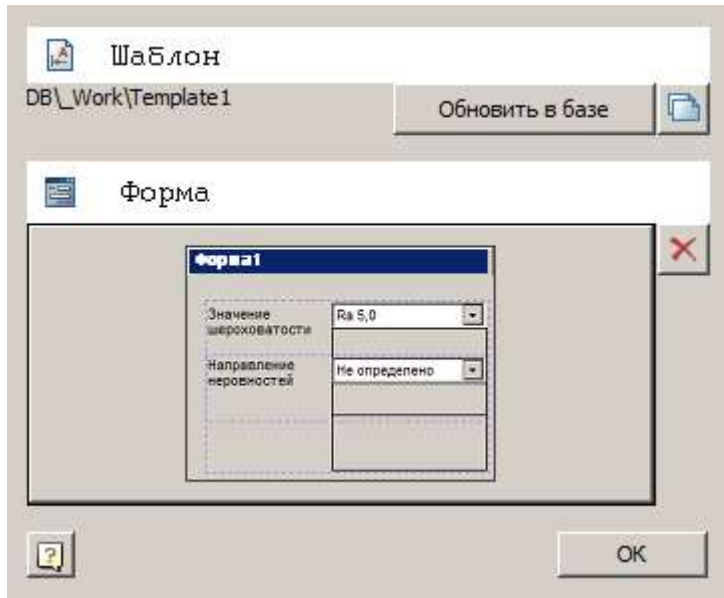 Шаблон
DB\_Work\Template1
Обновить в базе
Форма
Форма1
Значение
шероховатости
Ra 5,0
Направление
неровностей
Не определено
OK